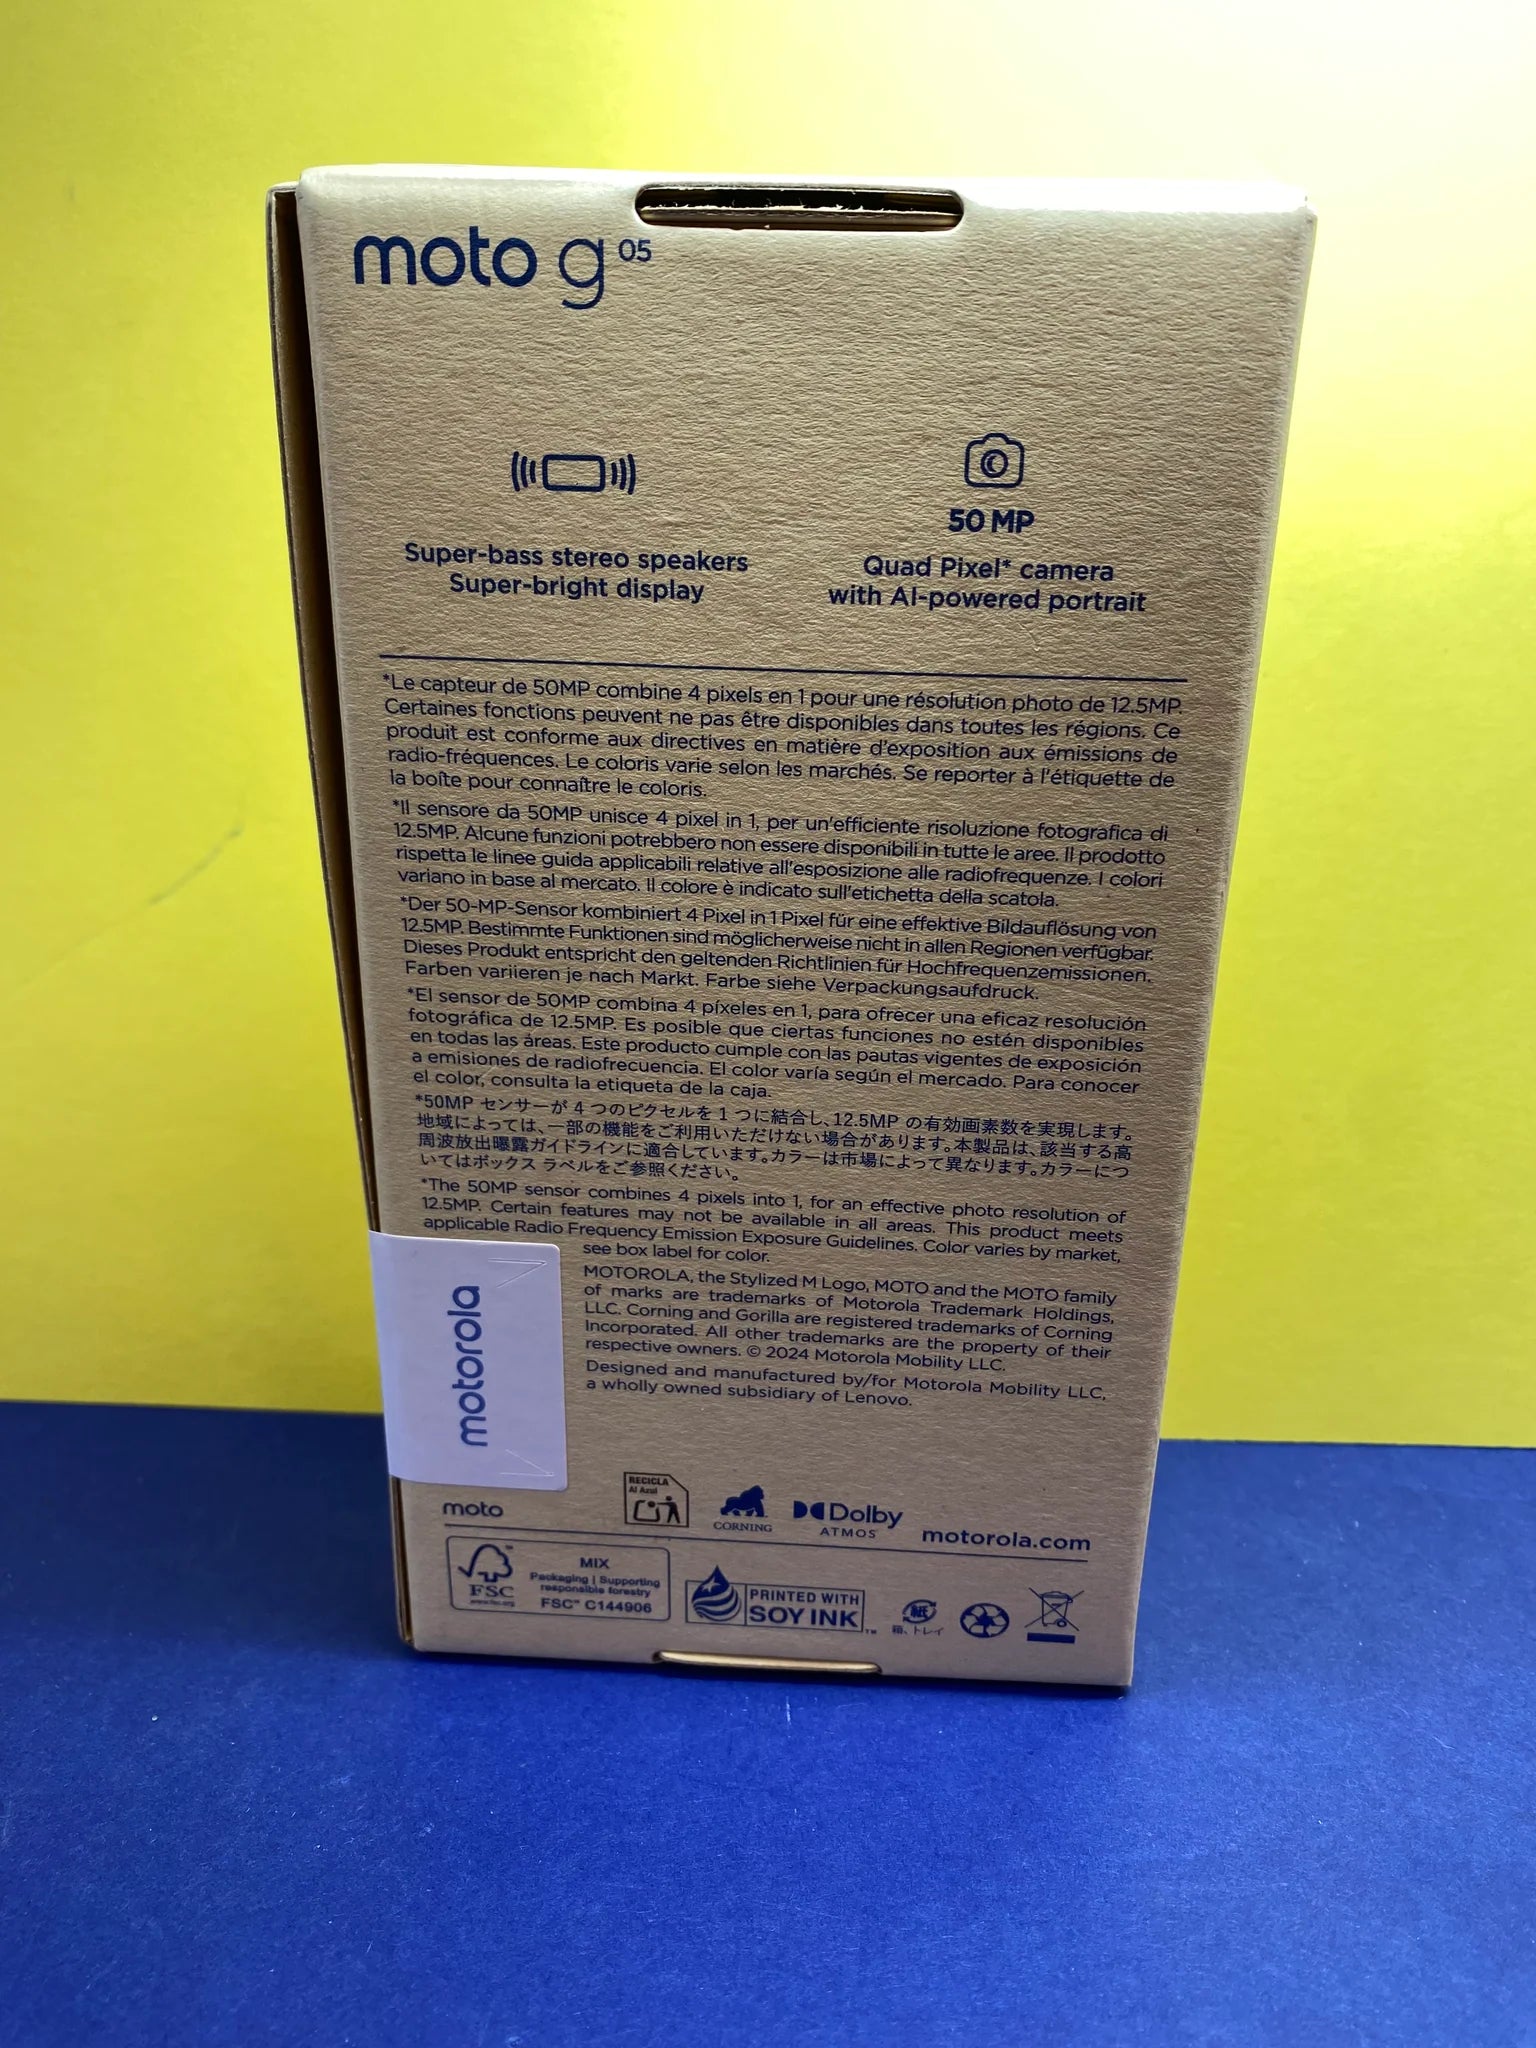 moto g 05
Super-bass stereo speakers
Super-bright display
50 MP
Quad Pixel* camera
with AI-powered portrait
*Le capteur de 50MP combine 4 pixels en 1 pour une résolution photo de 12.5MP.
Certaines fonctions peuvent ne pas être disponibles dans toutes les régions. Ce
produit est conforme aux directives en matière d'exposition aux émissions de
radio-fréquences. Le coloris varie selon les marchés. Se reporter à l'étiquette de
la boîte pour connaître le coloris.
*Il sensore da 50MP unisce 4 pixel in 1, per un'efficiente risoluzione fotografica di
12.5MP. Alcune funzioni potrebbero non essere disponibili in tutte le aree. Il prodotto
rispetta le linee guida applicabili relative all'esposizione alle radiofrequenze. I colori
variano in base al mercato. Il colore è indicato sull'etichetta della scatola.
*Der 50-MP-Sensor kombiniert 4 Pixel in 1 Pixel für eine effektive Bildauflösung von
12.5MP. Bestimmte Funktionen sind möglicherweise nicht in allen Regionen verfügbar.
Dieses Produkt entspricht den geltenden Richtlinien für Hochfrequenzemissionen.
Farben variieren je nach Markt. Farbe siehe Verpackungsaufdruck.
*El sensor de 50MP combina 4 píxeles en 1, para ofrecer una eficaz resolución
fotográfica de 12.5MP. Es posible que ciertas funciones no estén disponibles
en todas las áreas. Este producto cumple con las pautas vigentes de exposición
a emisiones de radiofrecuencia. El color varía según el mercado. Para conocer
el color, consulta la etiqueta de la caja.
*50MP センサーが 4 つのピクセルを 1 つに結合し、12.5MP の有効画素数を実現します。
地域によっては、一部の機能をご利用いただけない場合があります。本製品は、該当する高
周波放出曝露ガイドラインに適合しています。カラーは市場によって異なります。カラーにつ
いてはボックス ラベルをご参照ください。
*The 50MP sensor combines 4 pixels into 1, for an effective photo resolution of
12.5MP. Certain features may not be available in all areas. This product meets
applicable Radio Frequency Emission Exposure Guidelines. Color varies by market,
see box label for color.
MOTOROLA, the Stylized M Logo, MOTO and the MOTO family
of marks are trademarks of Motorola Trademark Holdings,
LLC. Corning and Gorilla are registered trademarks of Corning
Incorporated. All other trademarks are the property of their
respective owners. © 2024 Motorola Mobility LLC.
Designed and manufactured by/for Motorola Mobility LLC,
a wholly owned subsidiary of Lenovo.
motorola
moto
RECICLA
Al Azul
CORNING
Dolby
ATMOS
motorola.com
FSC
www.fsc.org
MIX
Packaging | Supporting
responsible forestry
FSC™ C144906
PRINTED WITH
SOY INK™
紙
箱、トレイ